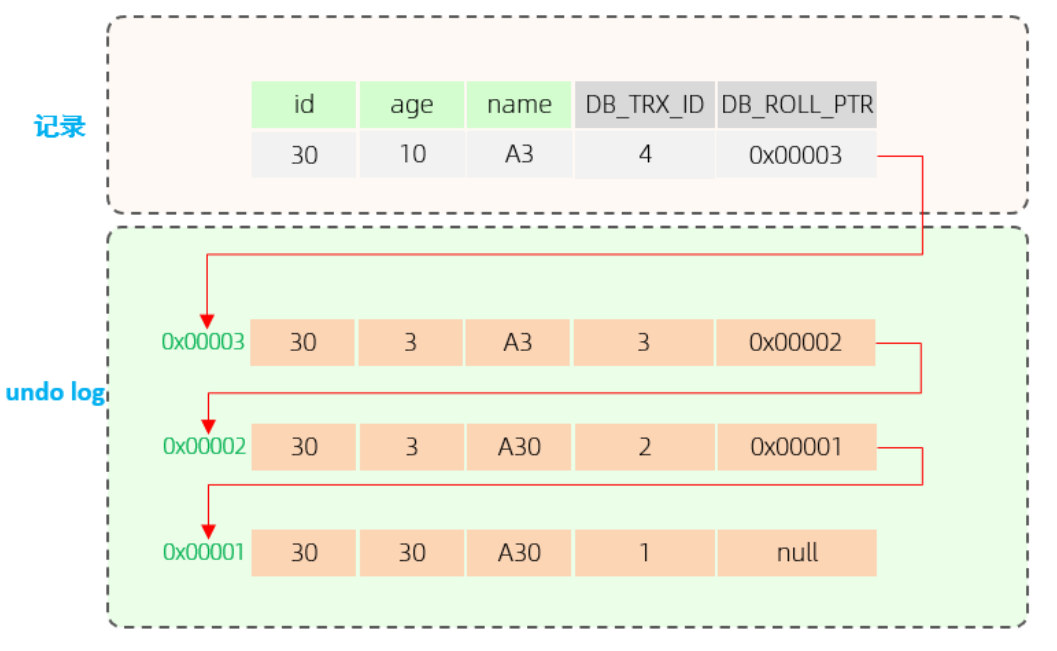 id age name DB_TRX_ID DB_ROLL_PTR
记录
30 10 A3 4 0x00003
0x00003 30 3 A3 3 0x00002
undo log
0x00002 30 3 A30 2 0x00001
0x00001 30 30 A30 1 null